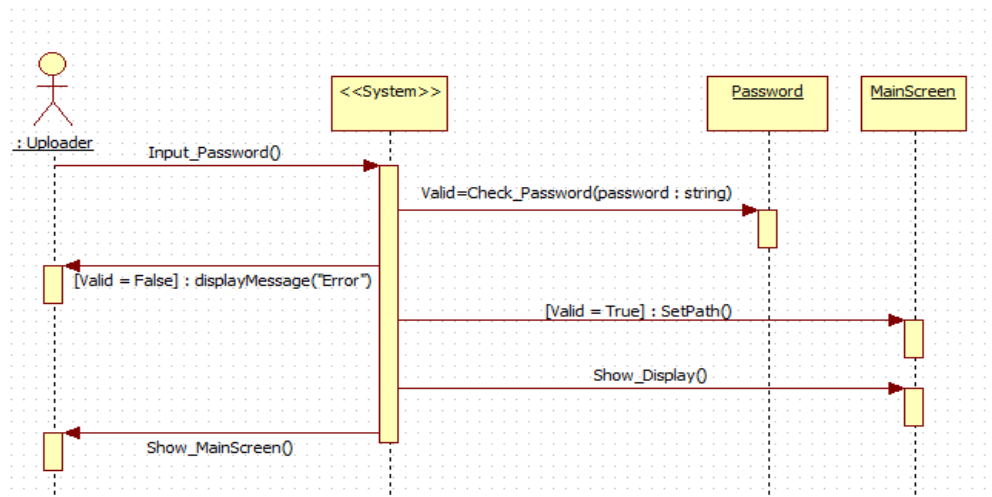 <<System>>
Password
MainScreen
: Uploader
Input_Password()
Valid=Check_Password(password : string)
[Valid = False] : displayMessage("Error")
[Valid = True] : SetPath()
Show_Display()
Show_MainScreen()